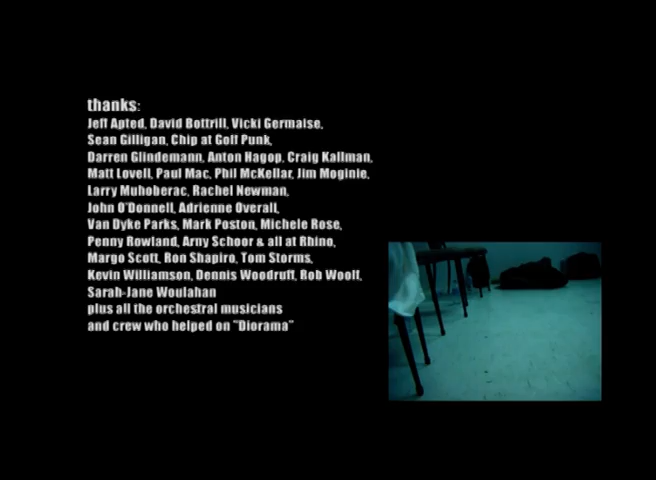 thanks:
Jeff Apted, David Bottrill, Vicki Germaise,
Sean Gilligan, Chip at Golf Punk,
Darren Glindemann, Anton Hagop, Craig Kallman,
Matt Lovell, Paul Mac, Phil McKellar, Jim Moginie,
Larry Muhoberac, Rachel Newman,
John O'Donnell, Adrienne Overall,
Van Dyke Parks, Mark Poston, Michele Rose,
Penny Rowland, Arny Schoor & all at Rhino,
Margo Scott, Ron Shapiro, Tom Storms,
Kevin Williamson, Dennis Woodruff, Rob Woolf,
Sarah-Jane Woulahan
plus all the orchestral musicians
and crew who helped on "Diorama"